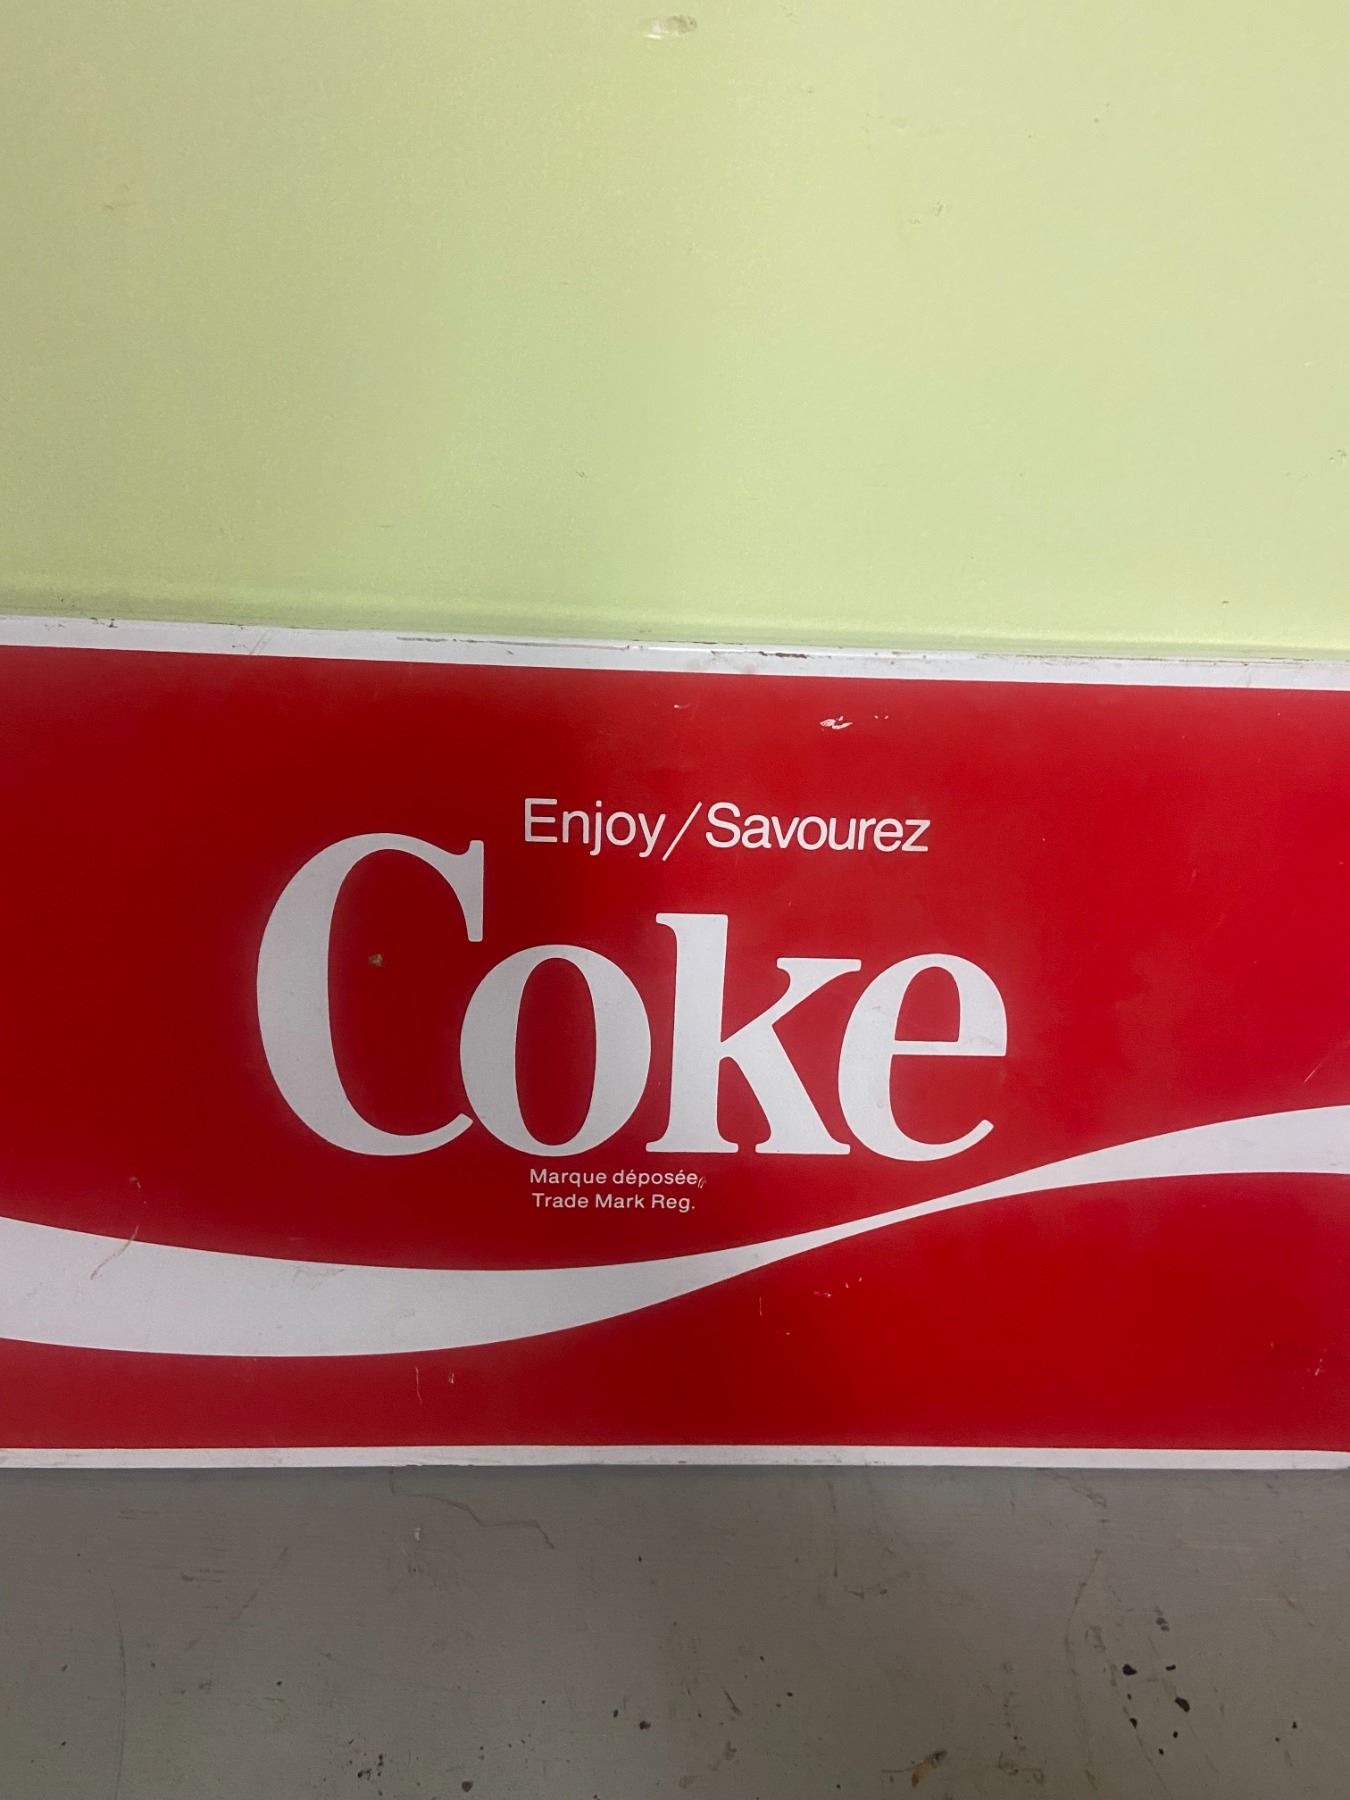 Enjoy/Savourez
Coke
Marque déposée
Trade Mark Reg.